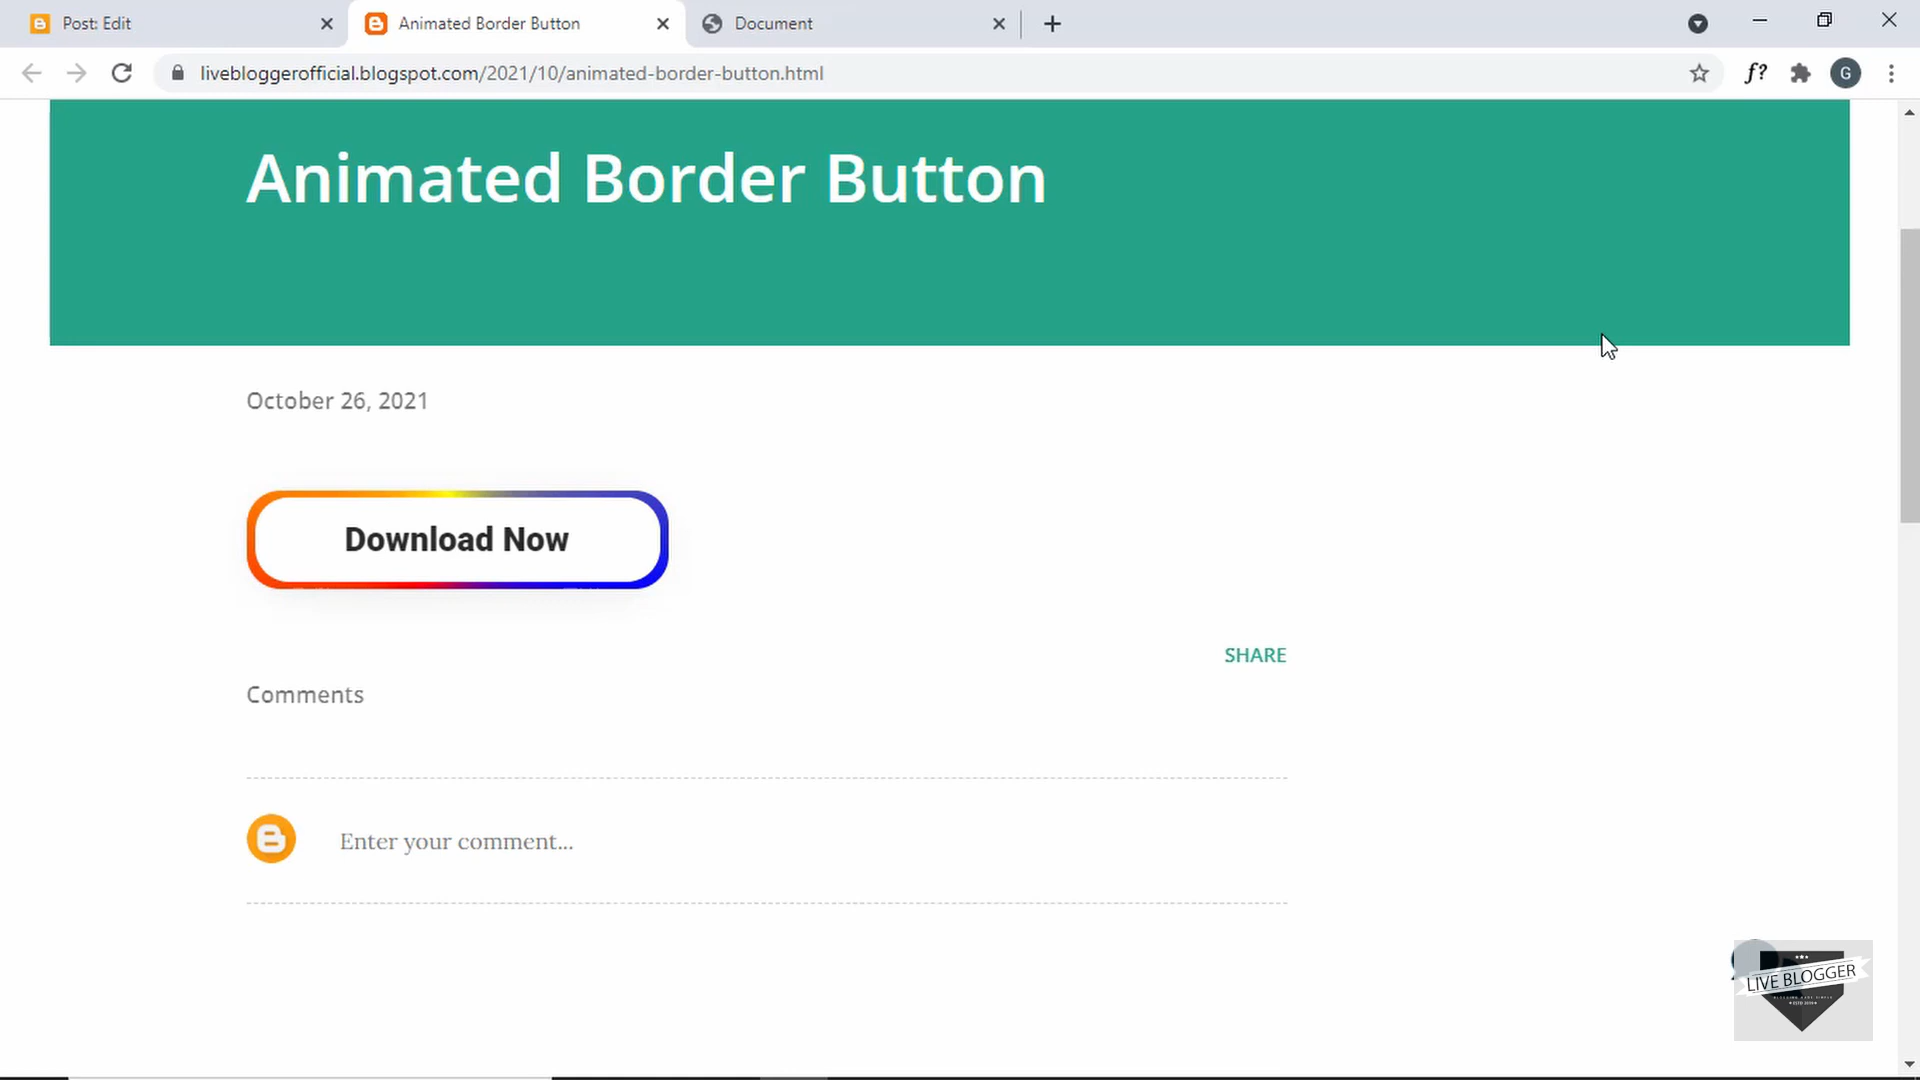 Post: Edit
Animated Border Button
Document
livebloggerofficial.blogspot.com/2021/10/animated-border-button.html
f?
G
Animated Border Button
October 26, 2021
Download Now
SHARE
Comments
Enter your comment...
LIVE BLOGGER